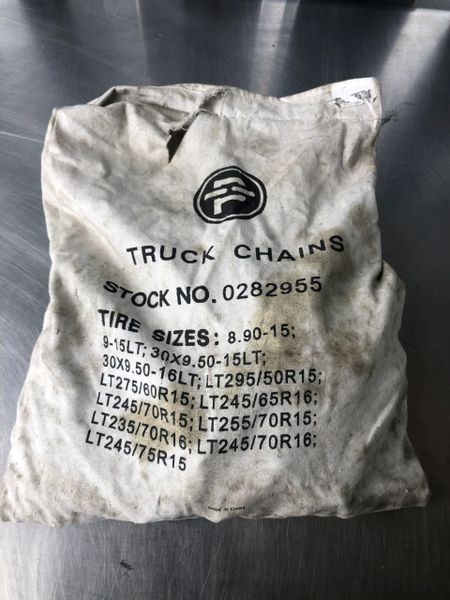 TRUCK CHAINS
STOCK NO. 0282955
TIRE SIZES: 8.90-15;
9-15LT; 30X9.50-15LT;
30X9.50-16LT; LT295/50R15;
LT275/60R15; LT245/65R16;
LT245/70R15; LT255/70R15;
LT235/70R16; LT245/70R16;
LT245/75R15
MADE IN CHINA